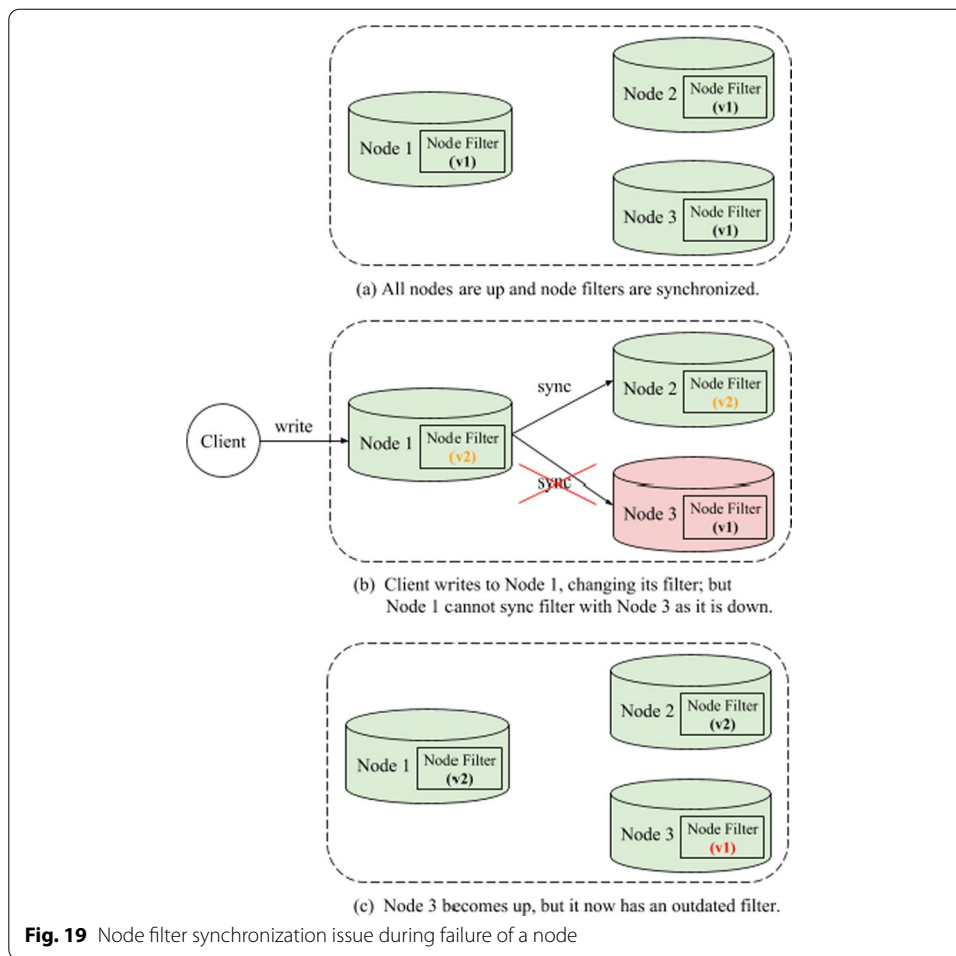 Node 2
Node Filter
(v1)
Node 1
Node Filter
(v1)
Node 3
Node Filter
(v1)
(a) All nodes are up and node filters are synchronized.
Client
write
Node 1
Node Filter
(v2)
sync
Node 2
Node Filter
(v2)
sync
Node 3
Node Filter
(v1)
(b) Client writes to Node 1, changing its filter; but
Node 1 cannot sync filter with Node 3 as it is down.
Node 2
Node Filter
(v2)
Node 1
Node Filter
(v2)
Node 3
Node Filter
(v1)
(c) Node 3 becomes up, but it now has an outdated filter.
Fig. 19 Node filter synchronization issue during failure of a node